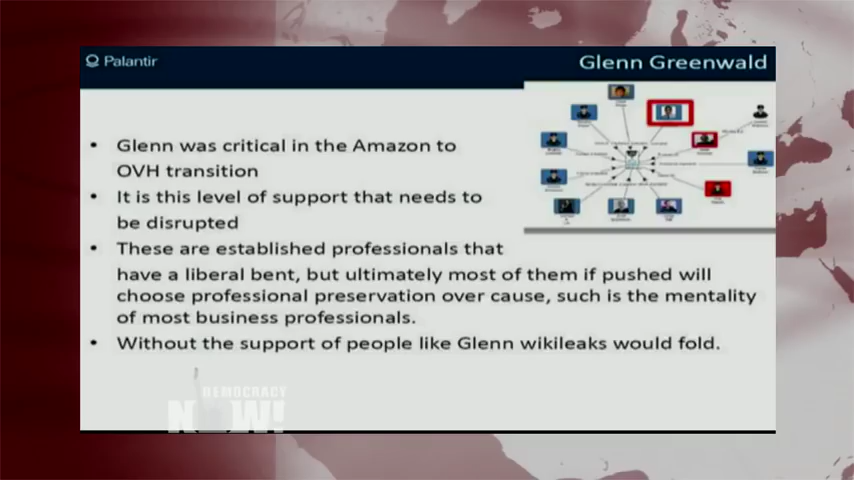 Palantir
Glenn Greenwald
• Glenn was critical in the Amazon to
OVH transition
• It is this level of support that needs to
be disrupted
• These are established professionals that
have a liberal bent, but ultimately most of them if pushed will
choose professional preservation over cause, such is the mentality
of most business professionals.
• Without the support of people like Glenn wikileaks would fold.
DEMOCRACY
NOW!